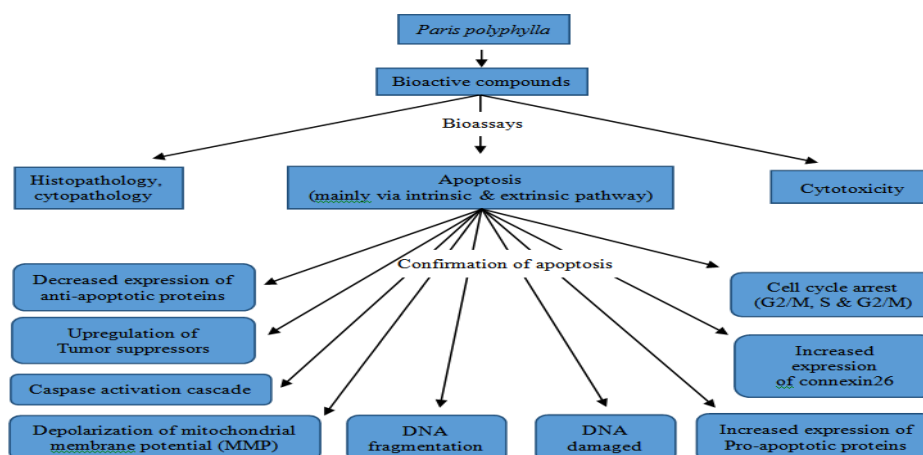 Paris polyphylla
Bioactive compounds
Bioassays
Histopathology,
cytopathology
Apoptosis
(mainly via intrinsic & extrinsic pathway)
Cytotoxicity
Confirmation of apoptosis
Decreased expression of
anti-apoptotic proteins
Cell cycle arrest
(G2/M, S & G2/M)
Upregulation of
Tumor suppressors
Increased
expression
of connexin26
Caspase activation cascade
Depolarization of mitochondrial
membrane potential (MMP)
DNA
fragmentation
DNA
damaged
Increased expression of
Pro-apoptotic proteins